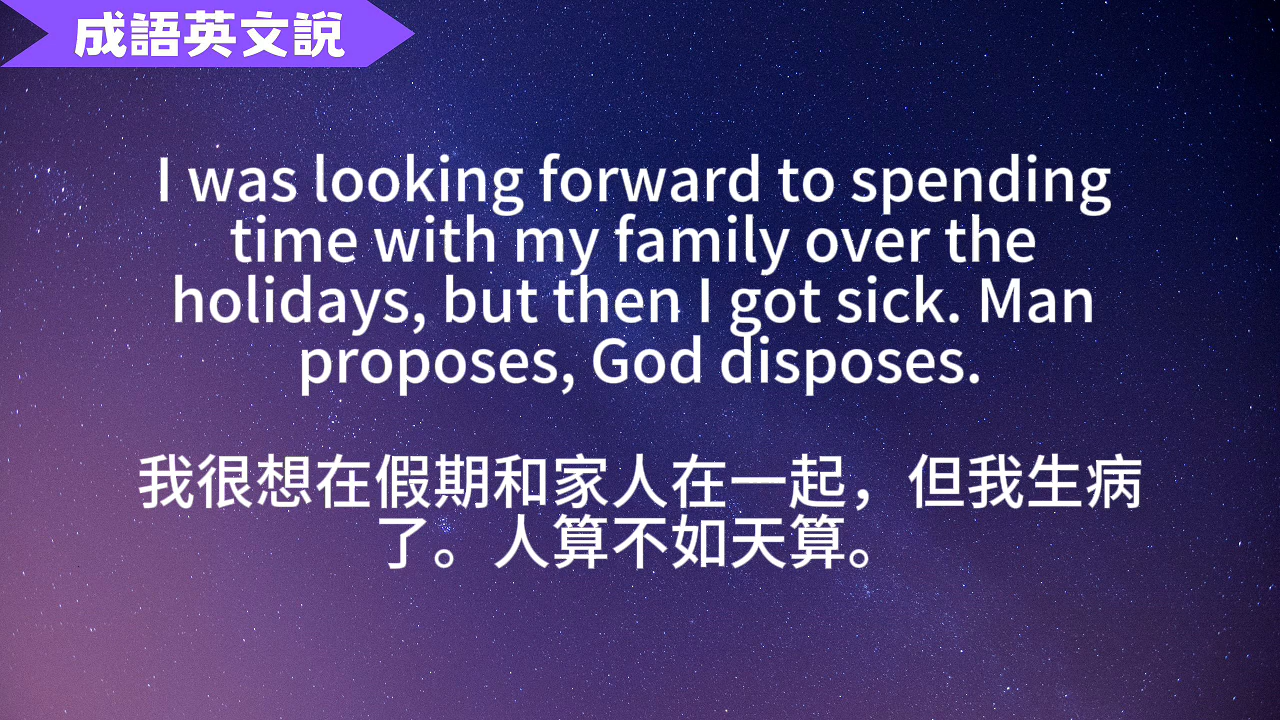 成語英文說
I was looking forward to spending
time with my family over the
holidays, but then I got sick. Man
proposes, God disposes.
我很想在假期和家人在一起，但我生病
了。人算不如天算。